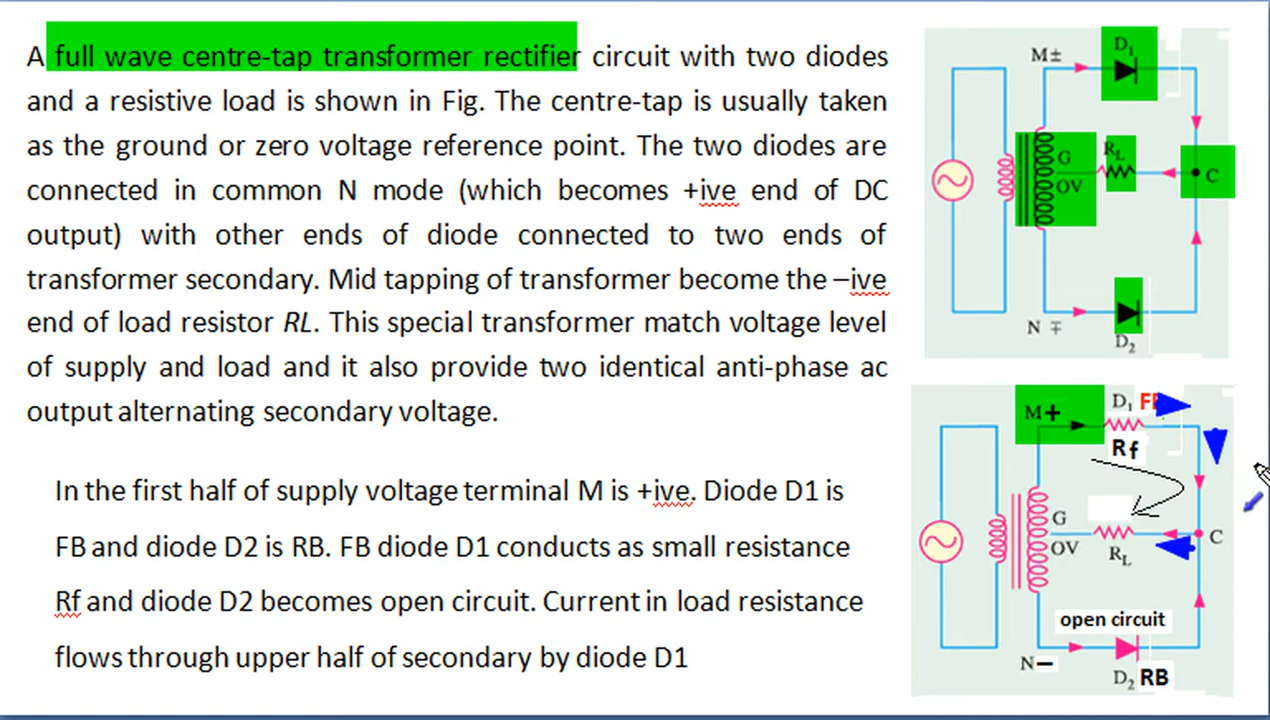 A full wave centre-tap transformer rectifier circuit with two diodes
and a resistive load is shown in Fig. The centre-tap is usually taken
as the ground or zero voltage reference point. The two diodes are
connected in common N mode (which becomes +ive end of DC
output) with other ends of diode connected to two ends of
transformer secondary. Mid tapping of transformer become the –ive
end of load resistor RL. This special transformer match voltage level
of supply and load and it also provide two identical anti-phase ac
output alternating secondary voltage.
In the first half of supply voltage terminal M is +ive. Diode D1 is
FB and diode D2 is RB. FB diode D1 conducts as small resistance
Rf and diode D2 becomes open circuit. Current in load resistance
flows through upper half of secondary by diode D1
D1
M±
RL
G
C
OV
N ∓
D2
M+
D1
Rf
G
C
OV
RL
open circuit
N–
D2 RB